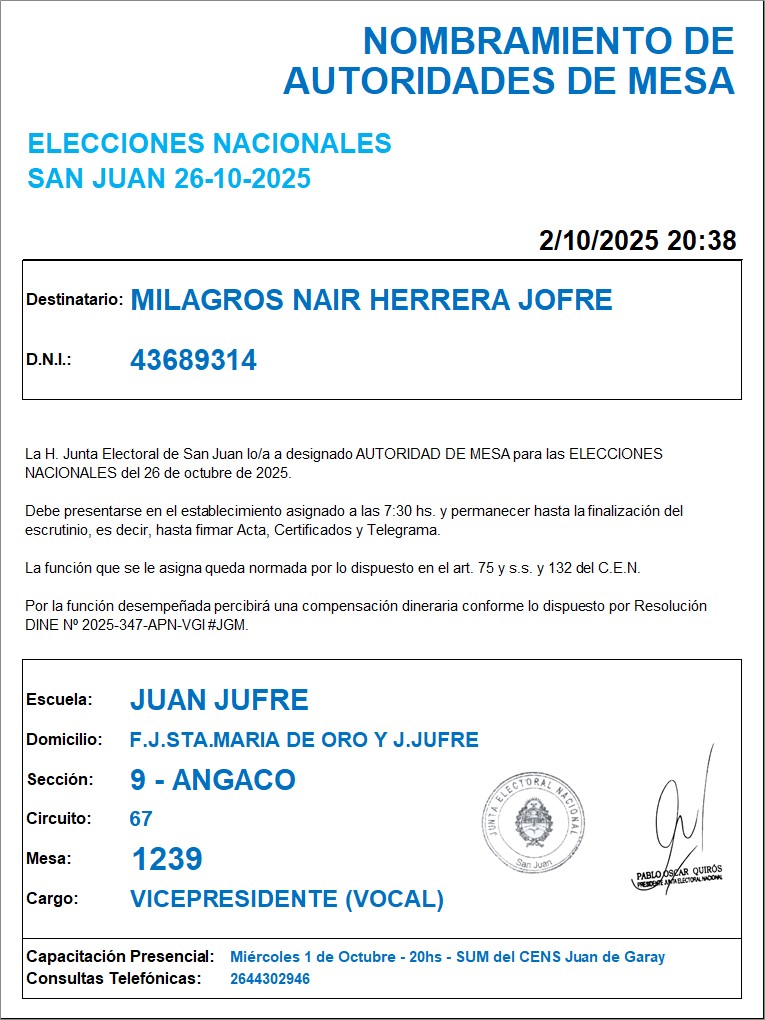 NOMBRAMIENTO DE
AUTORIDADES DE MESA
ELECCIONES NACIONALES
SAN JUAN 26-10-2025
2/10/2025 20:38
Destinatario: MILAGROS NAIR HERRERA JOFRE
D.N.I.: 43689314
La H. Junta Electoral de San Juan lo/a a designado AUTORIDAD DE MESA para las ELECCIONES
NACIONALES del 26 de octubre de 2025.
Debe presentarse en el establecimiento asignado a las 7:30 hs. y permanecer hasta la finalización del
escrutinio, es decir, hasta firmar Acta, Certificados y Telegrama.
La función que se le asigna queda normada por lo dispuesto en el art. 75 y s.s. y 132 del C.E.N.
Por la función desempeñada percibirá una compensación dineraria conforme lo dispuesto por Resolución
DINE Nº 2025-347-APN-VGI#JGM.
Escuela: JUAN JUFRE
Domicilio: F.J.STA.MARIA DE ORO Y J.JUFRE
Sección: 9 - ANGACO
Circuito: 67
Mesa: 1239
Cargo: VICEPRESIDENTE (VOCAL)
JUNTA ELECTORAL NACIONAL
San Juan
PABLO OSCAR QUIRÓS
PRESIDENTE JUNTA ELECTORAL NACIONAL
Capacitación Presencial: Miércoles 1 de Octubre - 20hs - SUM del CENS Juan de Garay
Consultas Telefónicas: 2644302946